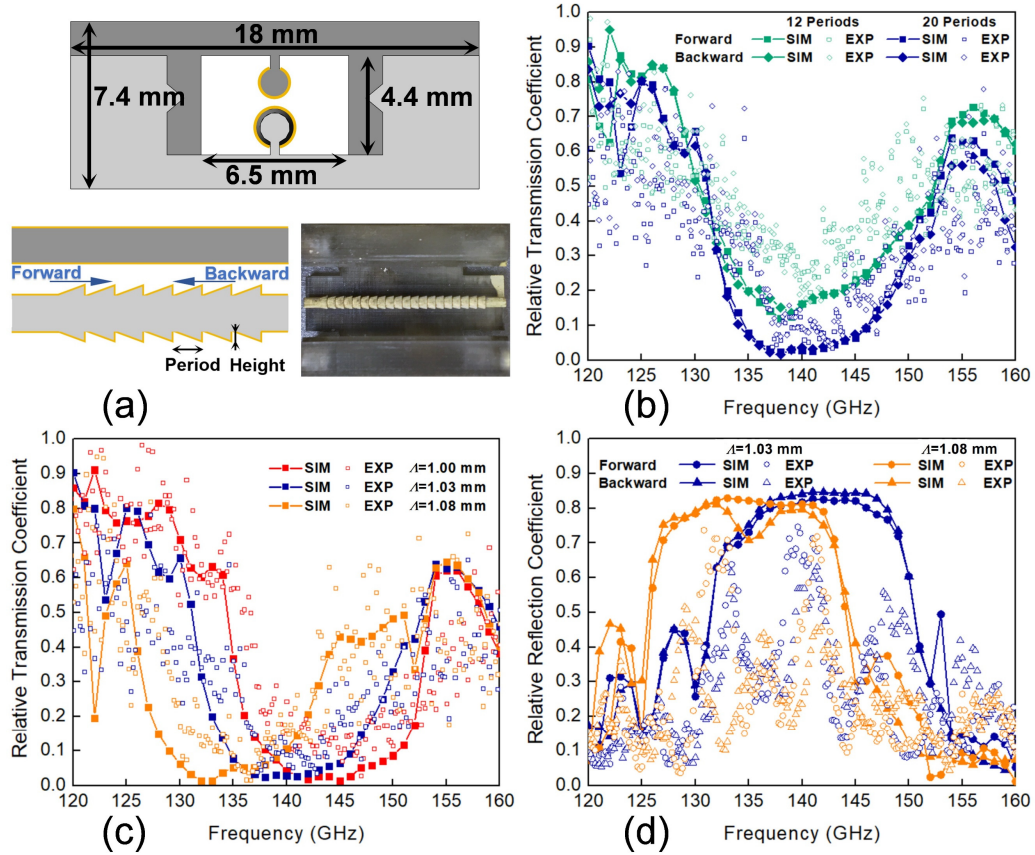 18 mm
7.4 mm
4.4 mm
6.5 mm
Forward
Backward
Period
Height
(a)
12 Periods 20 Periods
Forward SIM EXP SIM EXP
Backward SIM EXP SIM EXP
Relative Transmission Coefficient
1.0
0.9
0.8
0.7
0.6
0.5
0.4
0.3
0.2
0.1
0.0
120 125 130 135 140 145 150 155 160
Frequency (GHz)
(b)
SIM EXP Λ=1.00 mm
SIM EXP Λ=1.03 mm
SIM EXP Λ=1.08 mm
Relative Transmission Coefficient
1.0
0.9
0.8
0.7
0.6
0.5
0.4
0.3
0.2
0.1
0.0
120 125 130 135 140 145 150 155 160
Frequency (GHz)
(c)
Λ=1.03 mm Λ=1.08 mm
Forward SIM EXP SIM EXP
Backward SIM EXP SIM EXP
Relative Reflection Coefficient
1.0
0.9
0.8
0.7
0.6
0.5
0.4
0.3
0.2
0.1
0.0
120 125 130 135 140 145 150 155 160
Frequency (GHz)
(d)